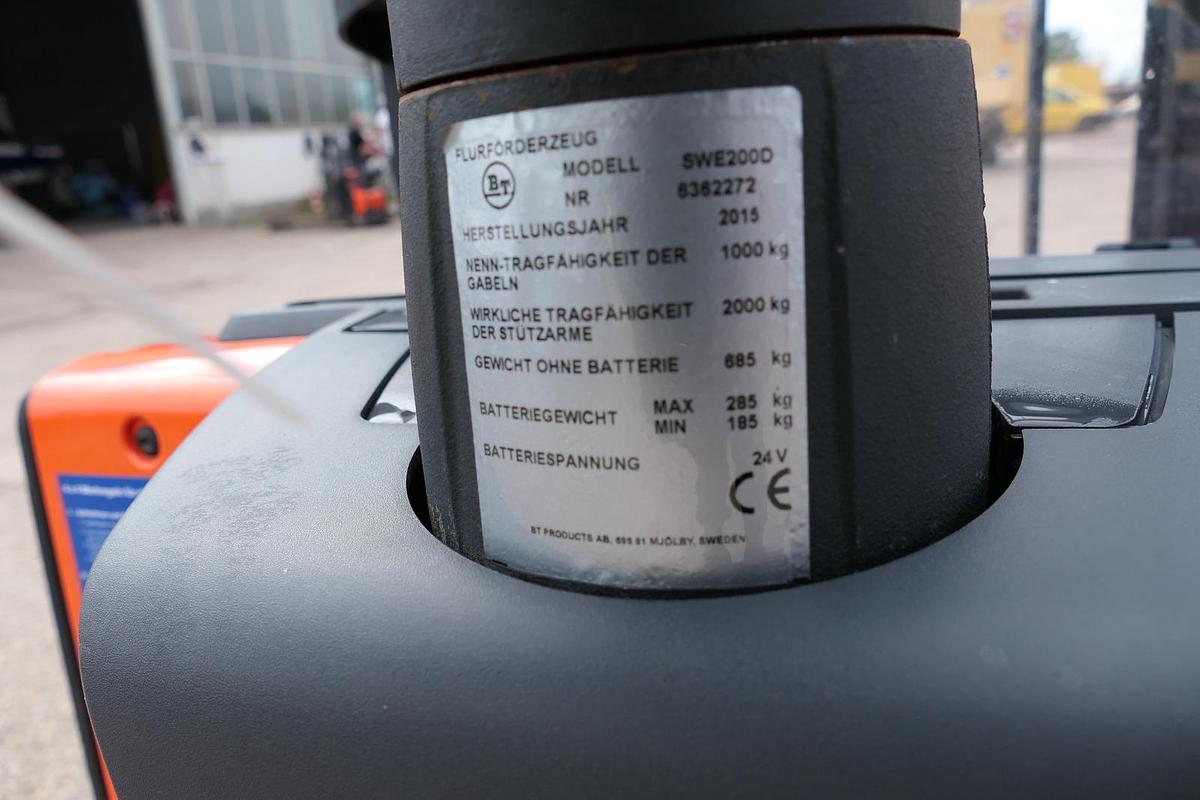 FLURFÖRDERZEUG
BT MODELL SWE200D
NR 6362272
HERSTELLUNGSJAHR 2015
NENN-TRAGFÄHIGKEIT DER 1000 kg
GABELN
WIRKLICHE TRAGFÄHIGKEIT 2000 kg
DER STÜTZARME
GEWICHT OHNE BATTERIE 685 kg
BATTERIEGEWICHT MAX 285 kg
MIN 185 kg
BATTERIESPANNUNG 24 V
CE
BT PRODUCTS AB, 695 81 MJÖLBY, SWEDEN